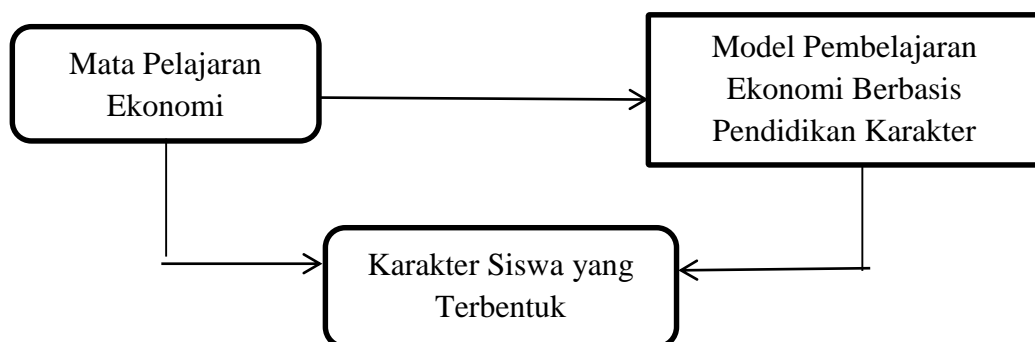 Mata Pelajaran
Ekonomi
Model Pembelajaran
Ekonomi Berbasis
Pendidikan Karakter
Karakter Siswa yang
Terbentuk